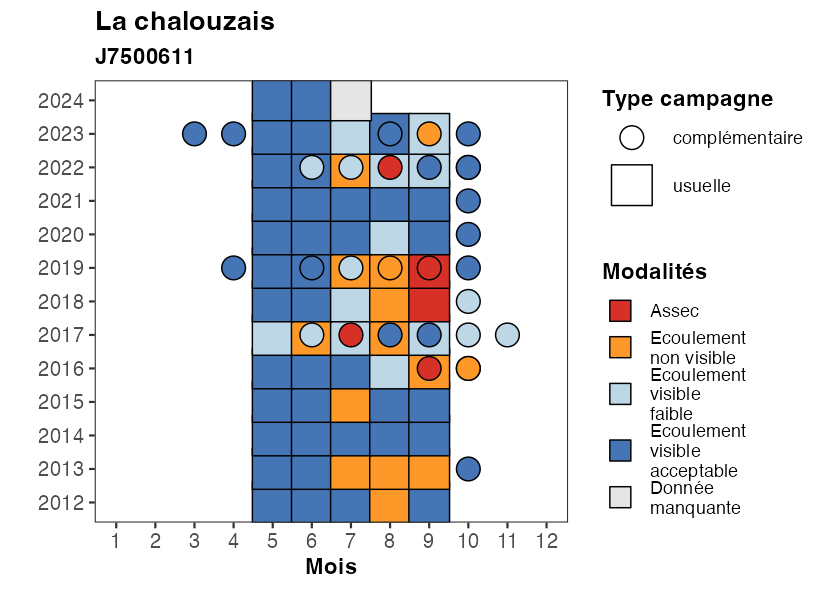 La chalouzais
J7500611
2024
2023
2022
2021
2020
2019
2018
2017
2016
2015
2014
2013
2012
1 2 3 4 5 6 7 8 9 10 11 12
Mois
Type campagne
complémentaire
usuelle
Modalités
Assec
Ecoulement
non visible
Ecoulement
visible
faible
Ecoulement
visible
acceptable
Donnée
manquante